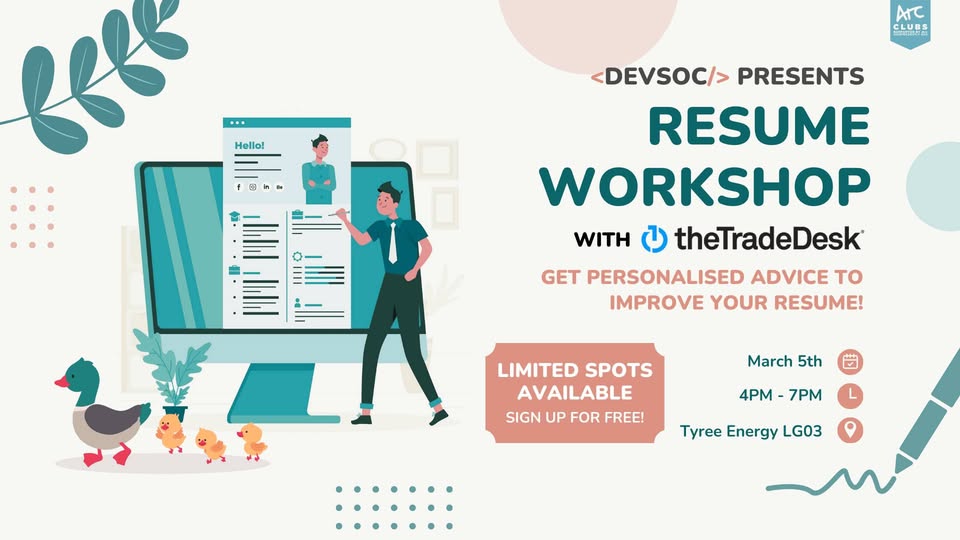 Arc
CLUBS
<DEVSOC/> PRESENTS
RESUME
WORKSHOP
WITH theTradeDesk
GET PERSONALISED ADVICE TO
IMPROVE YOUR RESUME!
Hello!
LIMITED SPOTS
AVAILABLE
SIGN UP FOR FREE!
March 5th
4PM - 7PM
Tyree Energy LG03